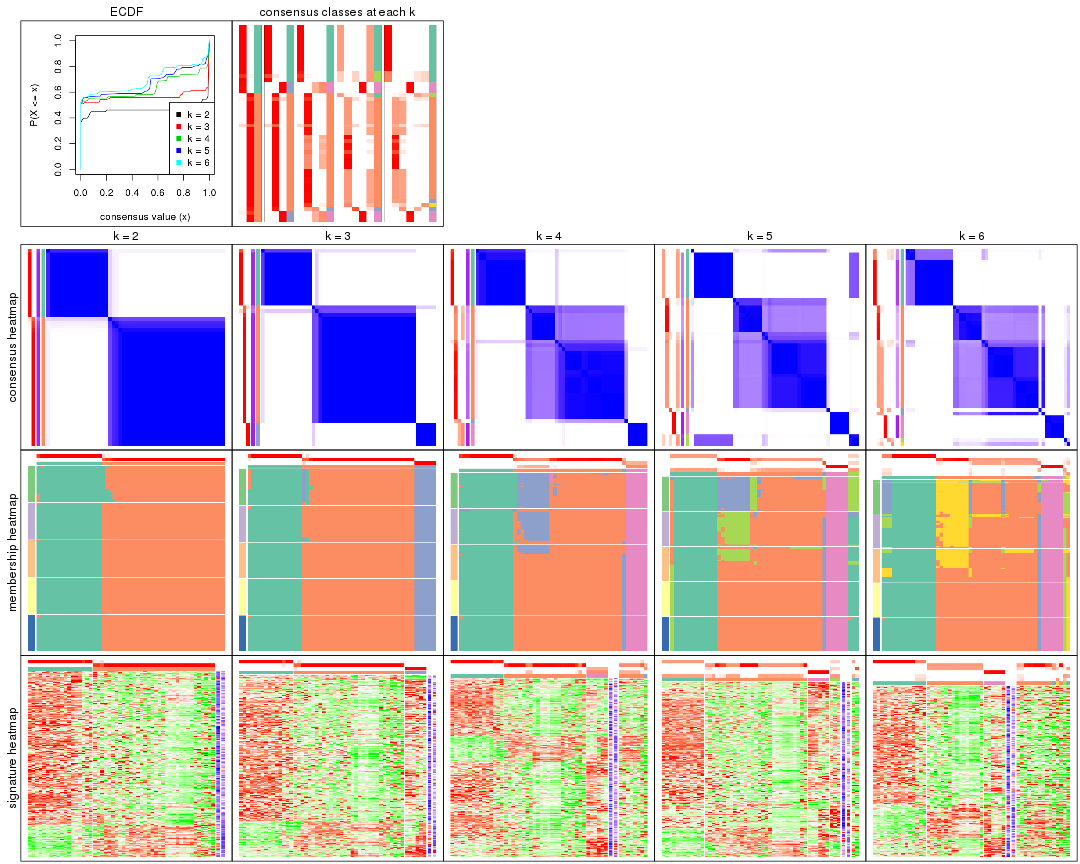 ECDF
consensus classes at each k
P(X <= x)
0.0 0.2 0.4 0.6 0.8 1.0
k = 2
k = 3
k = 4
k = 5
k = 6
0.0 0.2 0.4 0.6 0.8 1.0
consensus value (x)
k = 2 k = 3 k = 4 k = 5 k = 6
consensus heatmap
membership heatmap
signature heatmap